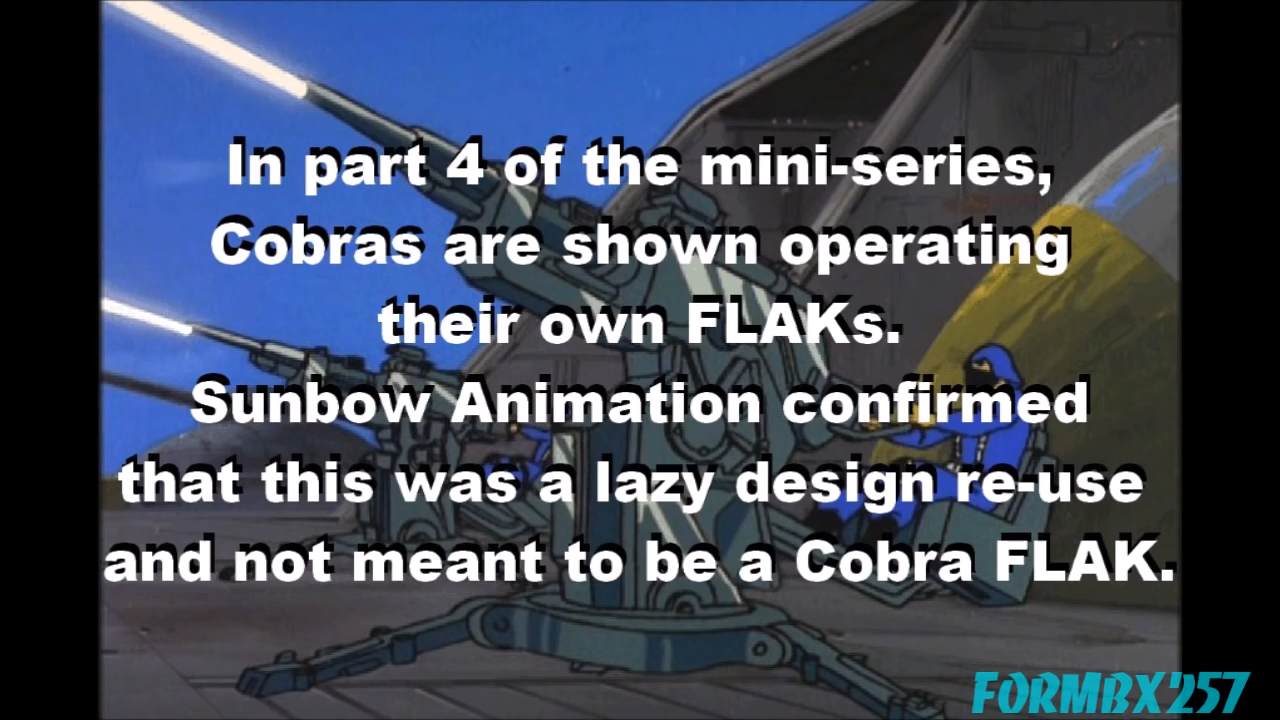 In part 4 of the mini-series,
Cobras are shown operating
their own FLAKs.
Sunbow Animation confirmed
that this was a lazy design re-use
and not meant to be a Cobra FLAK.
FORMBX257